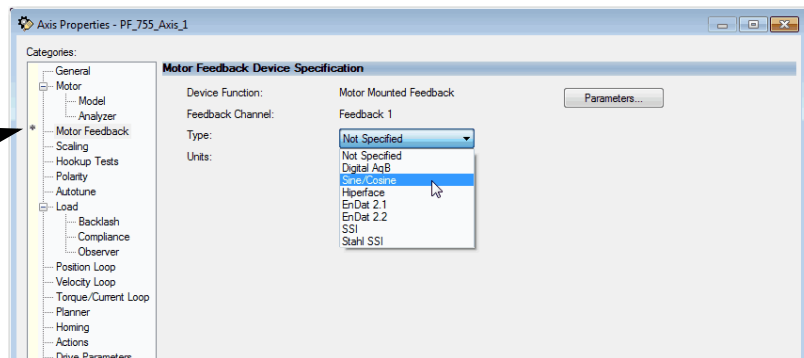 Axis Properties - PF_755_Axis_1
Categories:
General
Motor
Model
Analyzer
* Motor Feedback
Scaling
Hookup Tests
Polarity
Autotune
Load
Backlash
Compliance
Observer
Position Loop
Velocity Loop
Torque/Current Loop
Planner
Homing
Actions
Drive Parameters
Motor Feedback Device Specification
Device Function: Motor Mounted Feedback
Parameters...
Feedback Channel: Feedback 1
Type: Not Specified
Units:
Not Specified
Digital AqB
Sine/Cosine
Hiperface
EnDat 2.1
EnDat 2.2
SSI
Stahl SSI